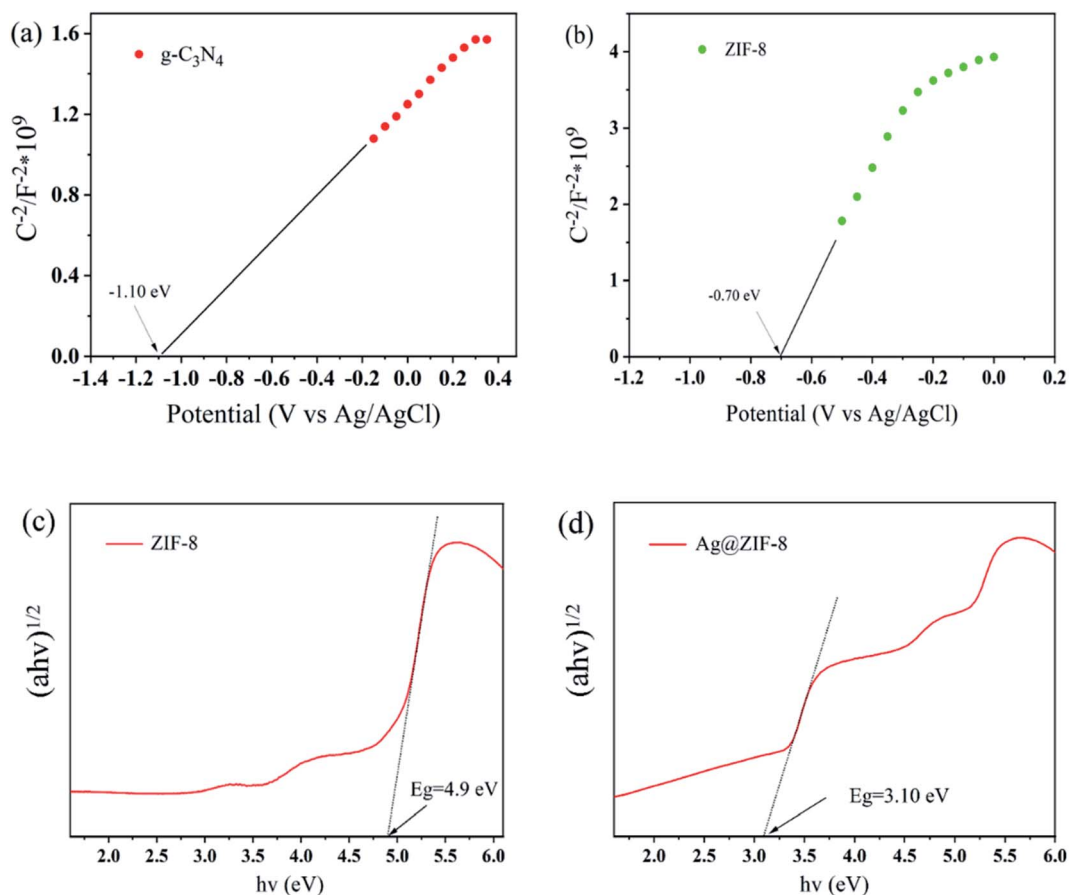 (a)
g-C₃N₄
C⁻²/F⁻²*10⁹
1.6
1.2
0.8
0.4
0.0
-1.10 eV
-1.4 -1.2 -1.0 -0.8 -0.6 -0.4 -0.2 0.0 0.2 0.4
Potential (V vs Ag/AgCl)
(b)
ZIF-8
C⁻²/F⁻²*10⁹
4
3
2
1
0
-0.70 eV
-1.2 -1.0 -0.8 -0.6 -0.4 -0.2 0.0 0.2
Potential (V vs Ag/AgCl)
(c)
ZIF-8
(ahv)¹/²
Eg=4.9 eV
2.0 2.5 3.0 3.5 4.0 4.5 5.0 5.5 6.0
hv (eV)
(d)
Ag@ZIF-8
(ahv)¹/²
Eg=3.10 eV
2.0 2.5 3.0 3.5 4.0 4.5 5.0 5.5 6.0
hv (eV)